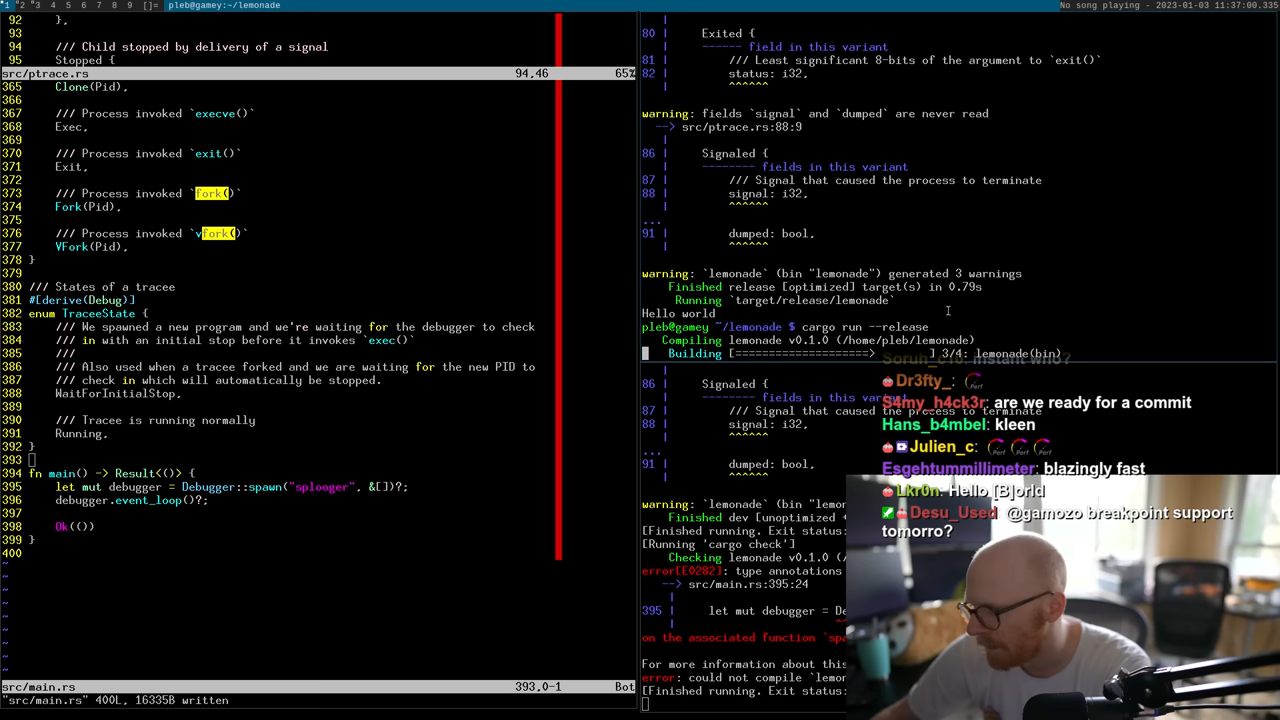 1 2 3 4 5 6 7 8 9 []= pleb@gamey:~/lemonade No song playing - 2023-01-03 11:37:00.335
92 },
93
94 /// Child stopped by delivery of a signal
95 Stopped {
src/ptrace.rs 94,46 65%
365 Clone(Pid),
366
367 /// Process invoked `execve()`
368 Exec,
369
370 /// Process invoked `exit()`
371 Exit,
372
373 /// Process invoked `fork()`
374 Fork(Pid),
375
376 /// Process invoked `vfork()`
377 VFork(Pid),
378 }
379
380 /// States of a tracee
381 #[derive(Debug)]
382 enum TraceeState {
383 /// We spawned a new program and we're waiting for the debugger to check
384 /// in with an initial stop before it invokes `exec()`
385 ///
386 /// Also used when a tracee forked and we are waiting for the new PID to
387 /// check in which will automatically be stopped.
388 WaitForInitialStop,
389
390 /// Tracee is running normally
391 Running,
392 }
393
394 fn main() -> Result<()> {
395 let mut debugger = Debugger::spawn("splooger", &[])?;
396 debugger.event_loop()?;
397
398 Ok(())
399 }
400
~
~
~
~
~
~
~
~
~
src/main.rs 393,0-1 Bot
"src/main.rs" 400L, 16335B written
80 | Exited {
| ------ field in this variant
81 | /// Least significant 8-bits of the argument to `exit()`
82 | status: i32,
| ^^^^^^
warning: fields `signal` and `dumped` are never read
--> src/ptrace.rs:88:9
|
86 | Signaled {
| -------- fields in this variant
87 | /// Signal that caused the process to terminate
88 | signal: i32,
| ^^^^^^
...
91 | dumped: bool,
| ^^^^^^
warning: `lemonade` (bin "lemonade") generated 3 warnings
Finished release [optimized] target(s) in 0.79s
Running `target/release/lemonade`
Hello world
pleb@gamey ~/lemonade $ cargo run --release
Compiling lemonade v0.1.0 (/home/pleb/lemonade)
Building [===================> ] 3/4: lemonade(bin)
|
86 | Signaled {
| -------- fields in this variant
87 | /// Signal that caused the process to terminate
88 | signal: i32,
| ^^^^^^
...
91 | dumped: bool,
| ^^^^^^
warning: `lemonade` (bin "lemon
Finished dev [unoptimized
[Finished running. Exit status:
[Running 'cargo check']
Checking lemonade v0.1.0 (/
error[E0282]: type annotations
--> src/main.rs:395:24
|
395 | let mut debugger = De
|
on the associated function `spa
For more information about this
error: could not compile `lemon
[Finished running. Exit status:
instant who?
Dr3fty_:
S4my_h4ck3r: are we ready for a commit
Hans_b4mbel: kleen
Julien_c:
Esgehtummillimeter: blazingly fast
Lkr0n: Hello [B]orld
Desu_Used @gamozo breakpoint support
tomorro?